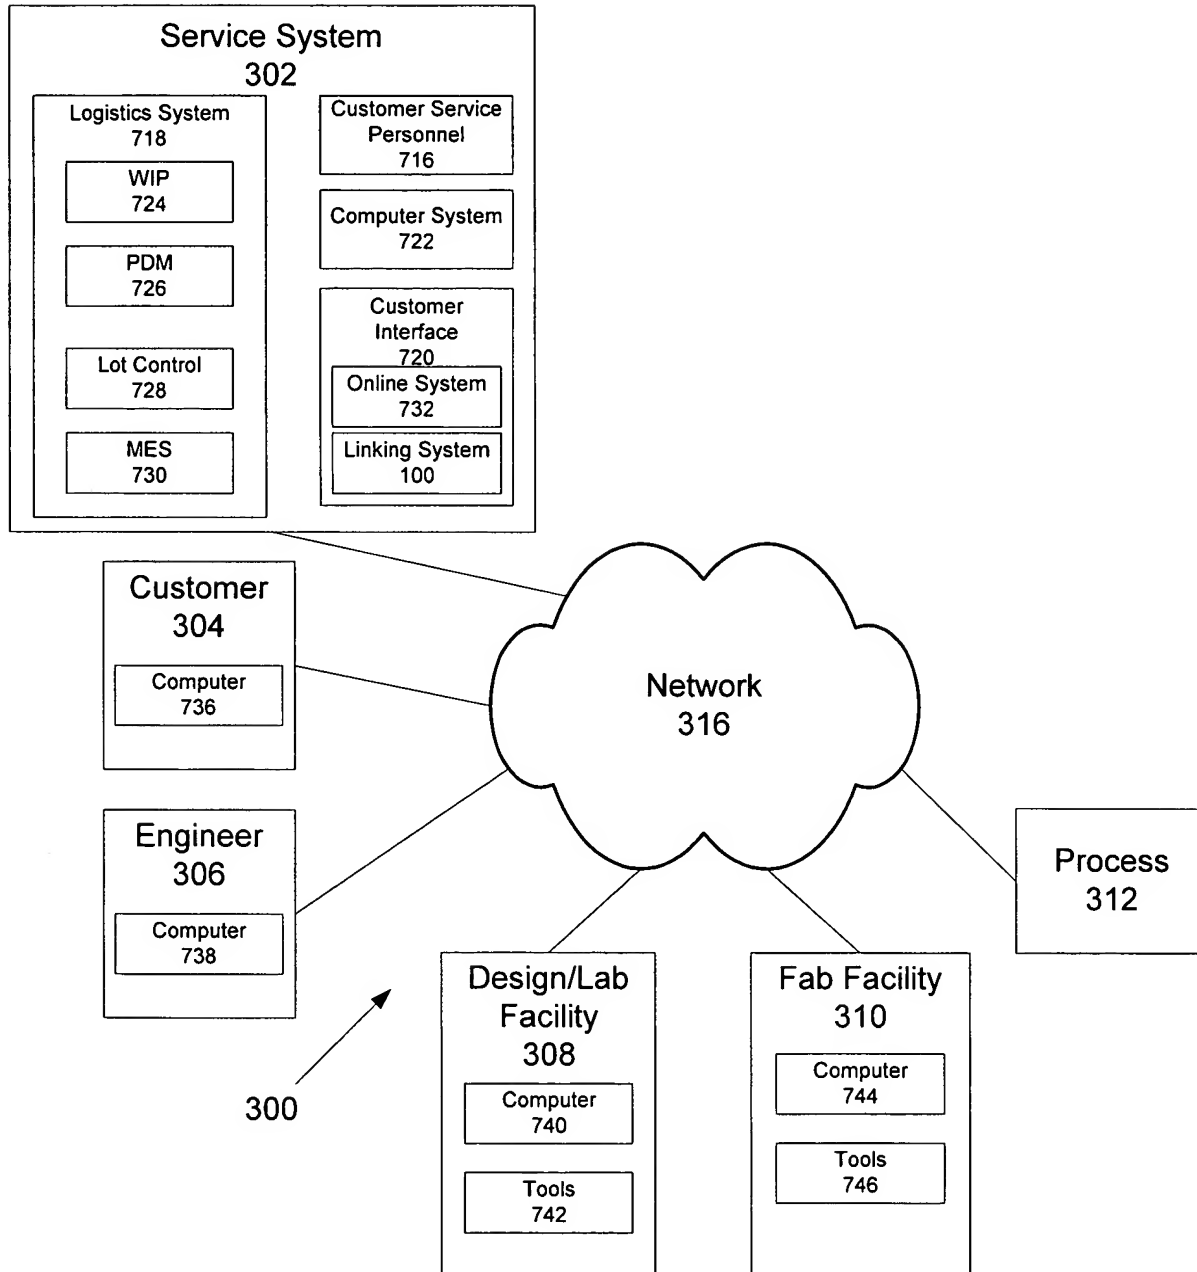 Service System
302
Logistics System
718
WIP
724
PDM
726
Lot Control
728
MES
730
Customer Service
Personnel
716
Computer System
722
Customer
Interface
720
Online System
732
Linking System
100
Customer
304
Computer
736
Engineer
306
Computer
738
Network
316
Process
312
Design/Lab
Facility
308
Computer
740
Tools
742
Fab Facility
310
Computer
744
Tools
746
300